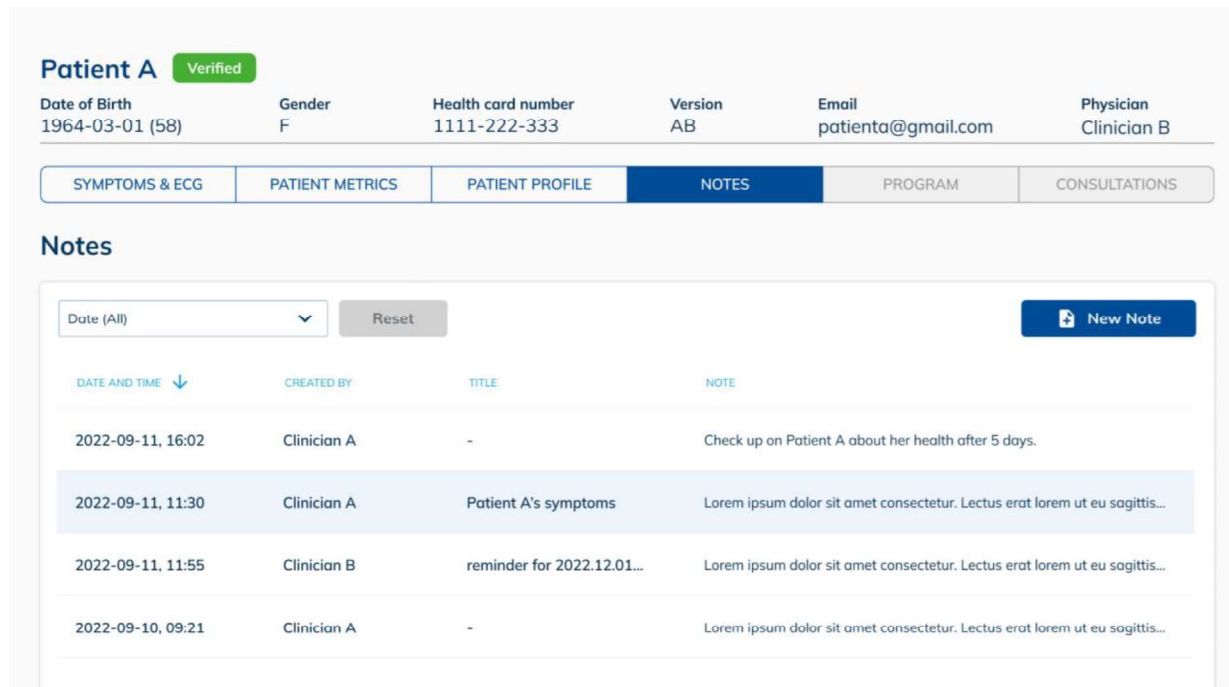 Patient A Verified
Date of Birth Gender Health card number Version Email Physician
1964-03-01 (58) F 1111-222-333 AB patienta@gmail.com Clinician B
SYMPTOMS & ECG PATIENT METRICS PATIENT PROFILE NOTES PROGRAM CONSULTATIONS
Notes
Date (All) Reset New Note
DATE AND TIME CREATED BY TITLE NOTE
2022-09-11, 16:02 Clinician A - Check up on Patient A about her health after 5 days.
2022-09-11, 11:30 Clinician A Patient A's symptoms Lorem ipsum dolor sit amet consectetur. Lectus erat lorem ut eu sagittis...
2022-09-11, 11:55 Clinician B reminder for 2022.12.01... Lorem ipsum dolor sit amet consectetur. Lectus erat lorem ut eu sagittis...
2022-09-10, 09:21 Clinician A - Lorem ipsum dolor sit amet consectetur. Lectus erat lorem ut eu sagittis...